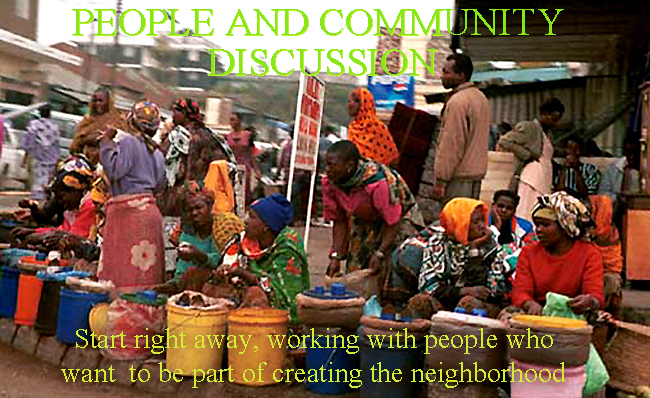 PEOPLE AND COMMUNITY
DISCUSSION
Start right away, working with people who
want  to be part of creating the neighborhood